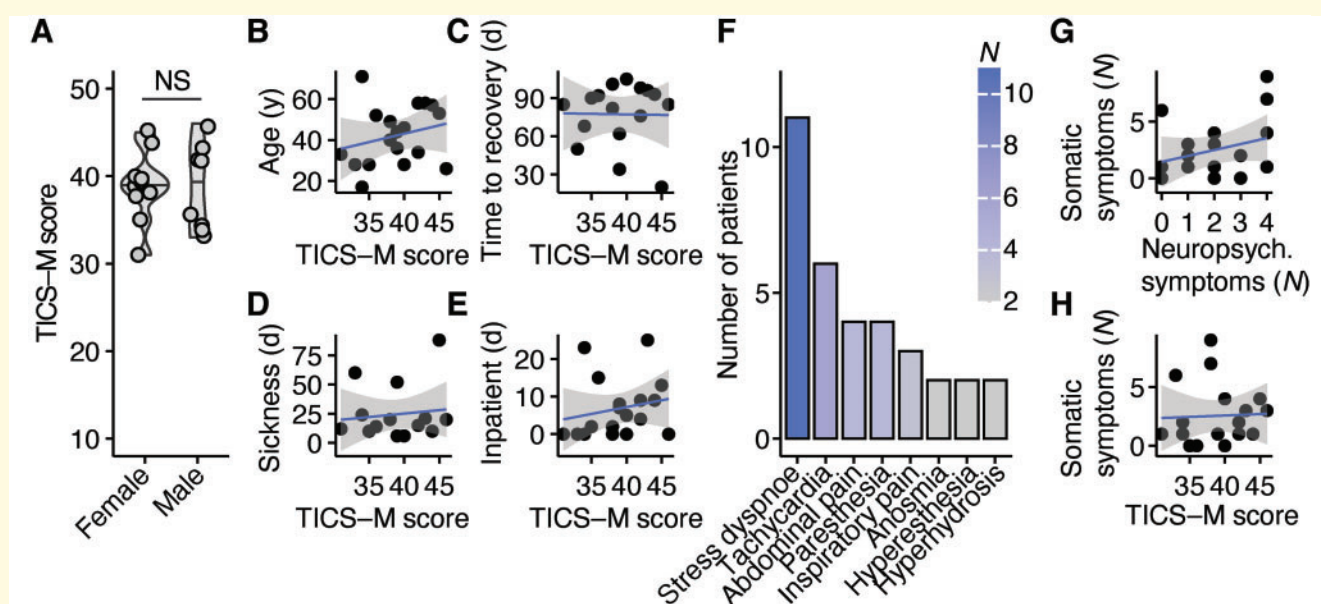 A
TICS–M score
50
40
30
20
10
NS
Female
Male
B
Age (y)
60
40
20
35 40 45
TICS–M score
C
Time to recovery (d)
90
60
30
35 40 45
TICS–M score
D
Sickness (d)
75
50
25
0
35 40 45
TICS–M score
E
Inpatient (d)
20
10
0
35 40 45
TICS–M score
F
Number of patients
10
5
0
Stress dyspnoe
Tachycardia
Abdominal pain
Paresthesia
Inspiratory pain
Anosmia
Hyperesthesia
Hyperhydrosis
N
10
8
6
4
2
G
Somatic
symptoms (N)
5
0
0 1 2 3 4
Neuropsych.
symptoms (N)
H
Somatic
symptoms (N)
5
0
35 40 45
TICS–M score